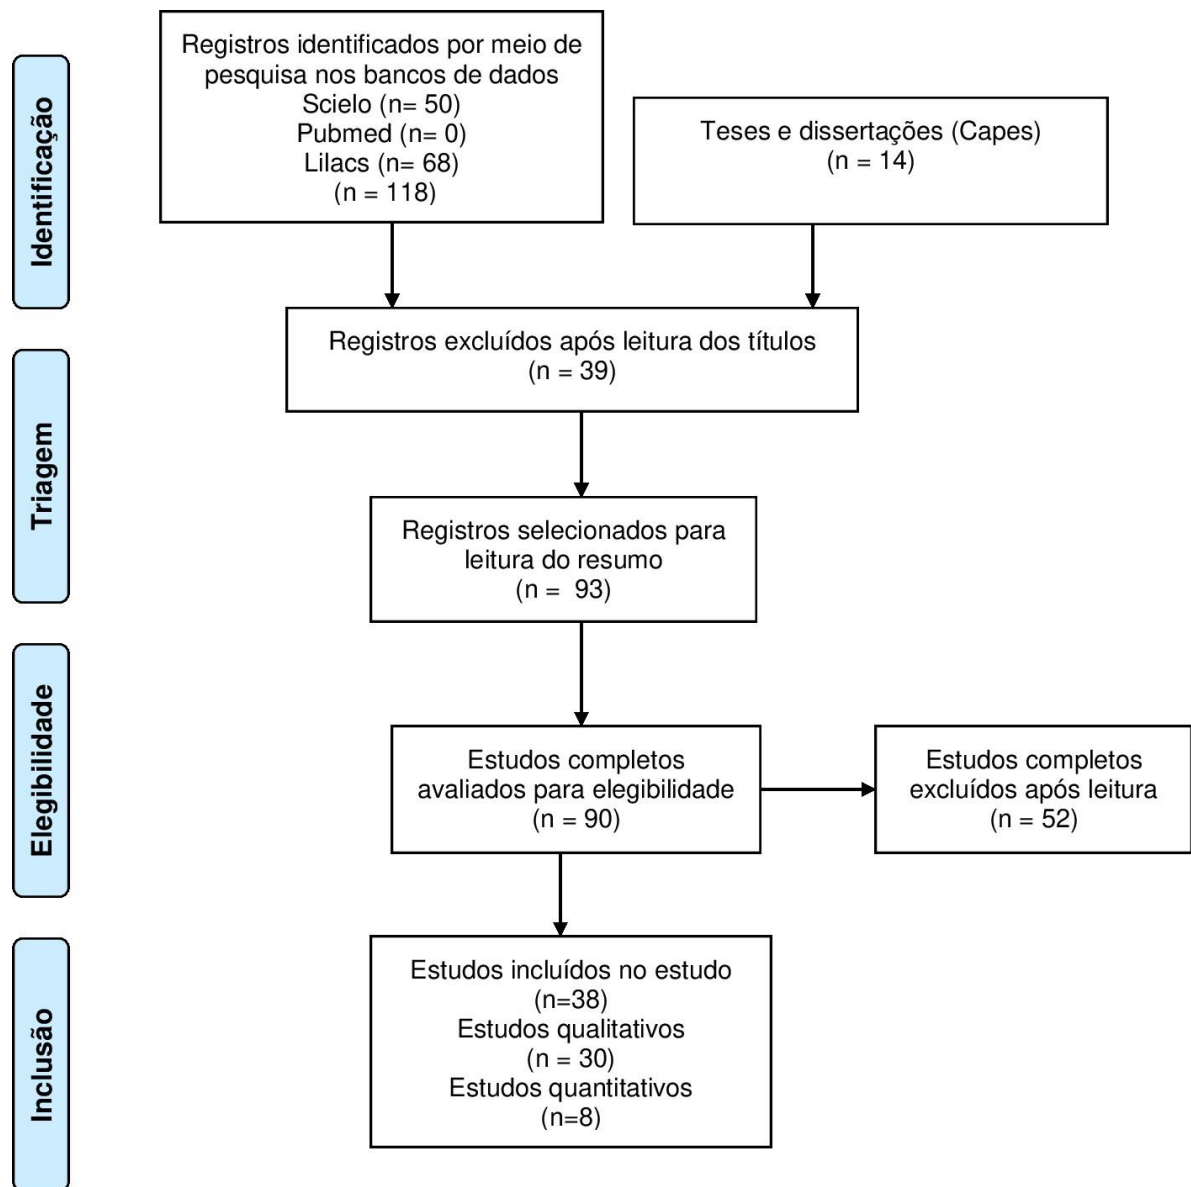 Identificação
Registros identificados por meio de
pesquisa nos bancos de dados
Scielo (n= 50)
Pubmed (n= 0)
Lilacs (n= 68)
(n = 118)
Teses e dissertações (Capes)
(n = 14)
Registros excluídos após leitura dos títulos
(n = 39)
Triagem
Registros selecionados para
leitura do resumo
(n =  93)
Elegibilidade
Estudos completos
avaliados para elegibilidade
(n = 90)
Estudos completos
excluídos após leitura
(n = 52)
Inclusão
Estudos incluídos no estudo
(n=38)
Estudos qualitativos
(n = 30)
Estudos quantitativos
(n=8)